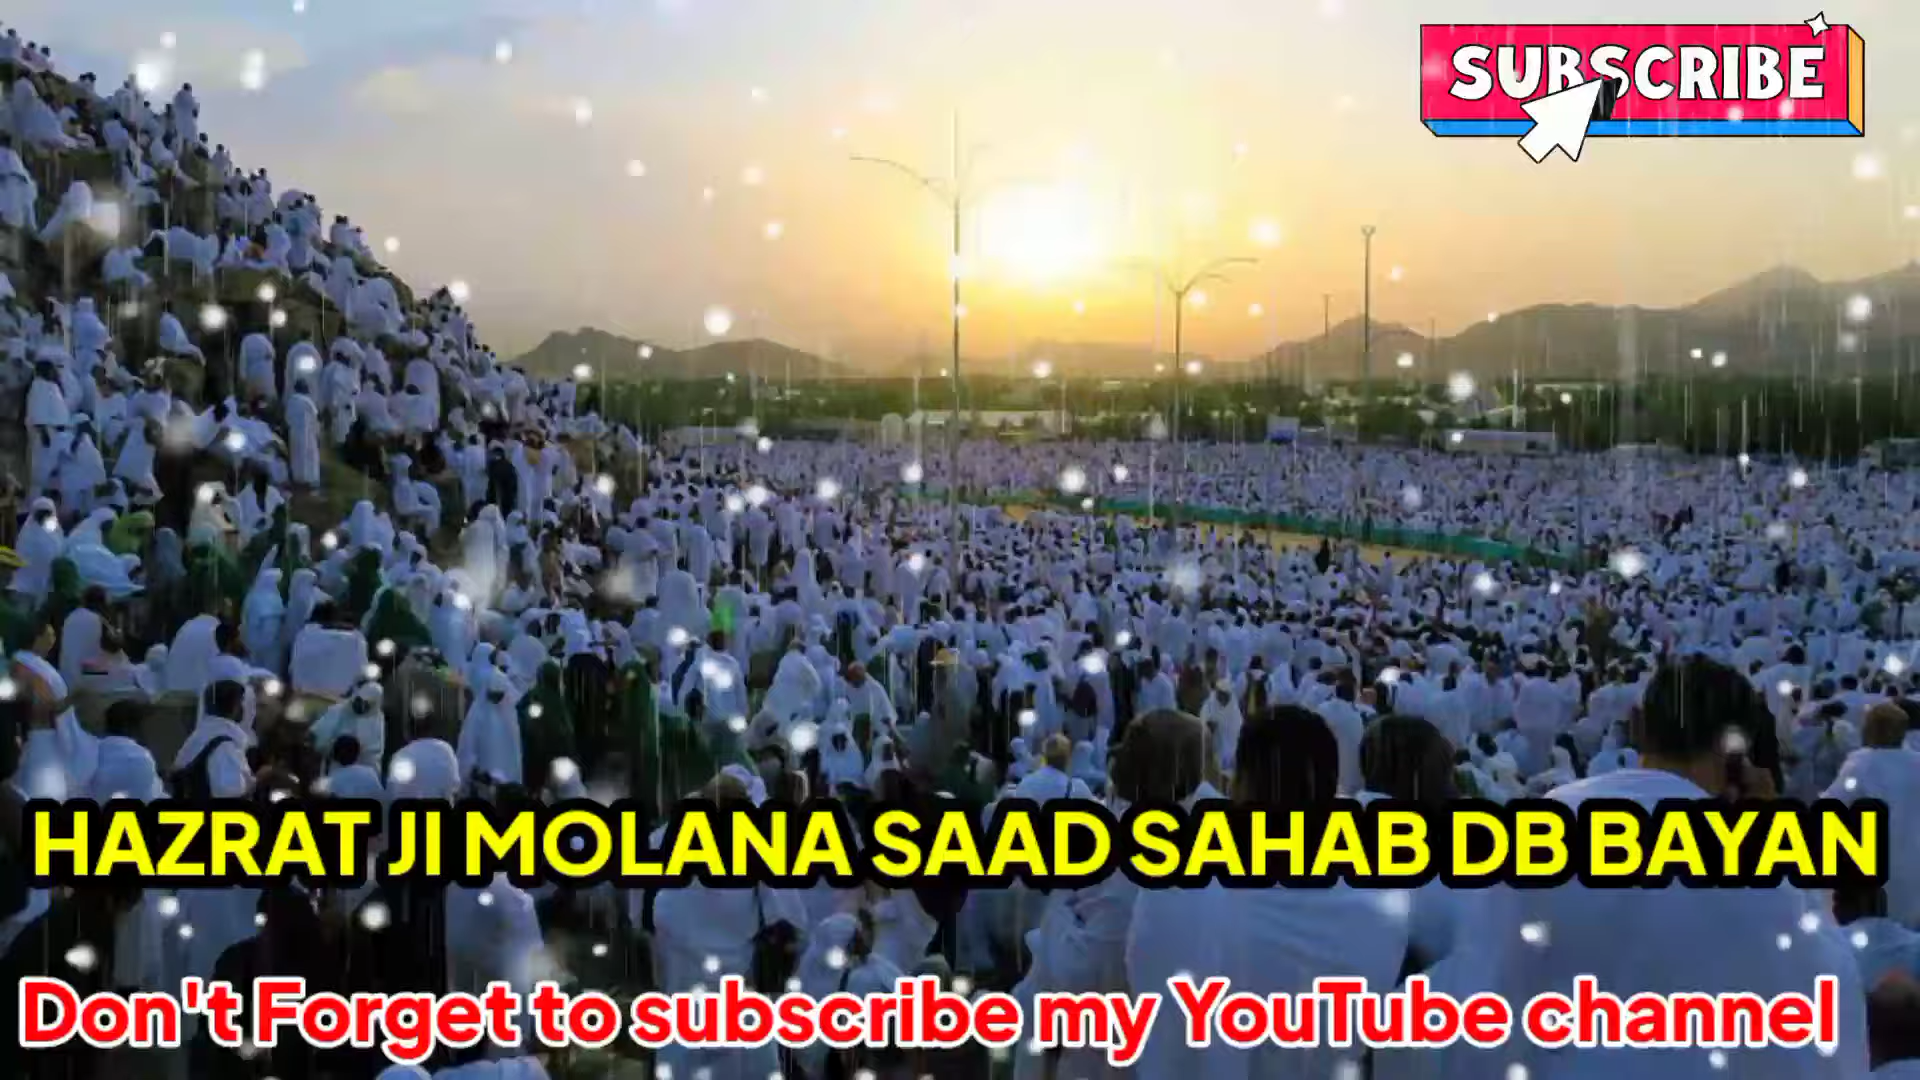 SUBSCRIBE
HAZRAT JI MOLANA SAAD SAHAB DB BAYAN
Don't Forget to subscribe my YouTube channel